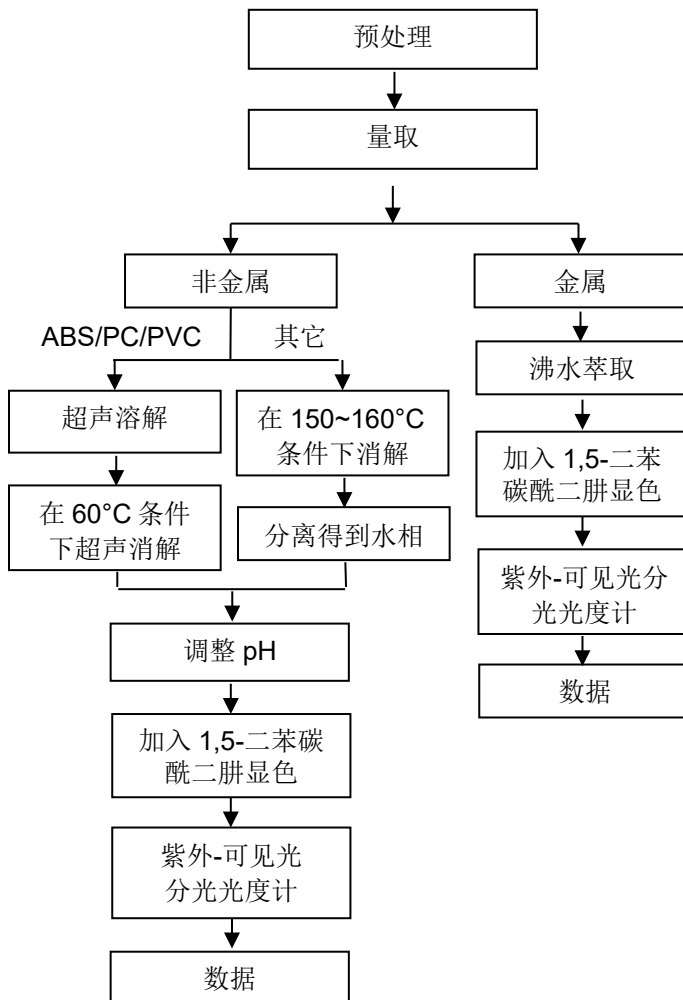 预处理
量取
非金属
金属
ABS/PC/PVC
其它
沸水萃取
超声溶解
在 150~160°C
条件下消解
加入 1,5-二苯
碳酰二肼显色
在 60°C 条件
下超声消解
分离得到水相
紫外-可见光分
光光度计
调整 pH
数据
加入 1,5-二苯碳
酰二肼显色
紫外-可见光
分光光度计
数据